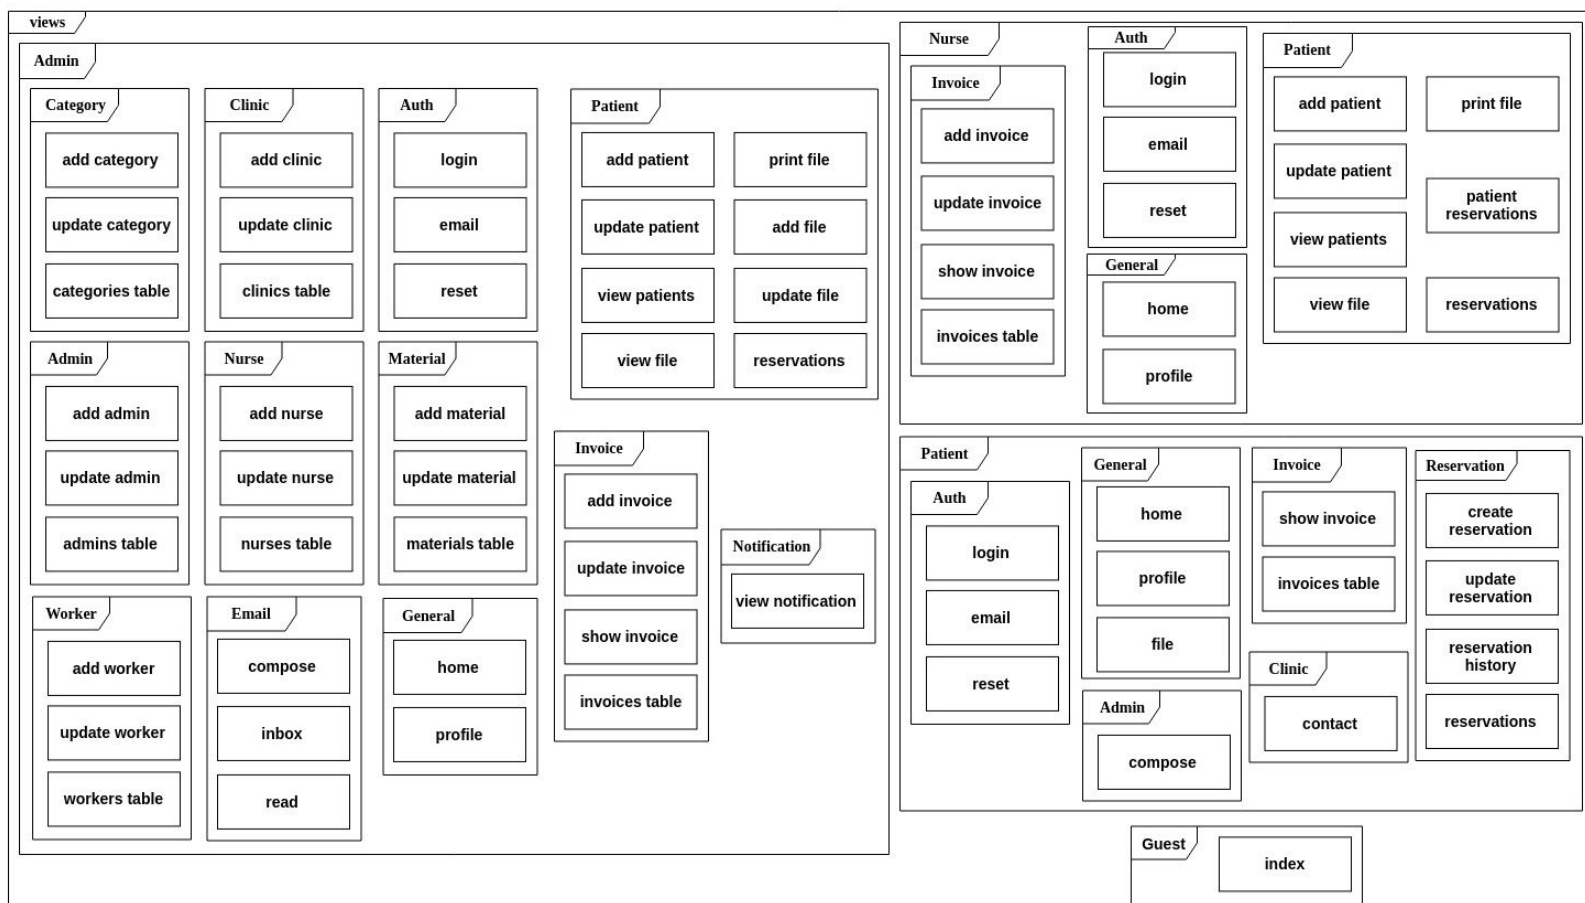 views
Admin
Category
add category
update category
categories table
Clinic
add clinic
update clinic
clinics table
Auth
login
email
reset
Patient
add patient
print file
update patient
add file
view patients
update file
view file
reservations
Admin
add admin
update admin
admins table
Nurse
add nurse
update nurse
nurses table
Material
add material
update material
materials table
Invoice
add invoice
update invoice
show invoice
invoices table
Notification
view notification
Worker
add worker
update worker
workers table
Email
compose
inbox
read
General
home
profile
Nurse
Invoice
add invoice
update invoice
show invoice
invoices table
Auth
login
email
reset
General
home
profile
Patient
add patient
print file
update patient
patient
reservations
view patients
view file
reservations
Patient
Auth
login
email
reset
General
home
profile
file
Admin
compose
Invoice
show invoice
invoices table
Clinic
contact
Reservation
create
reservation
update
reservation
reservation
history
reservations
Guest
index